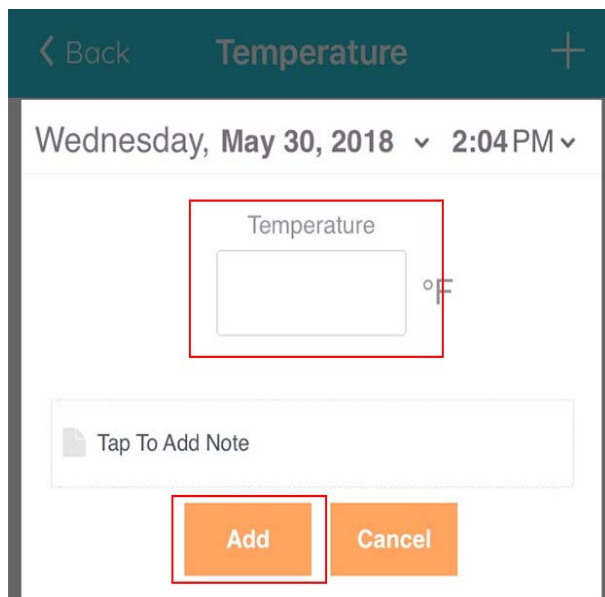 Back Temperature
Wednesday, May 30, 2018 2:04PM
Temperature
°F
Tap To Add Note
Add Cancel